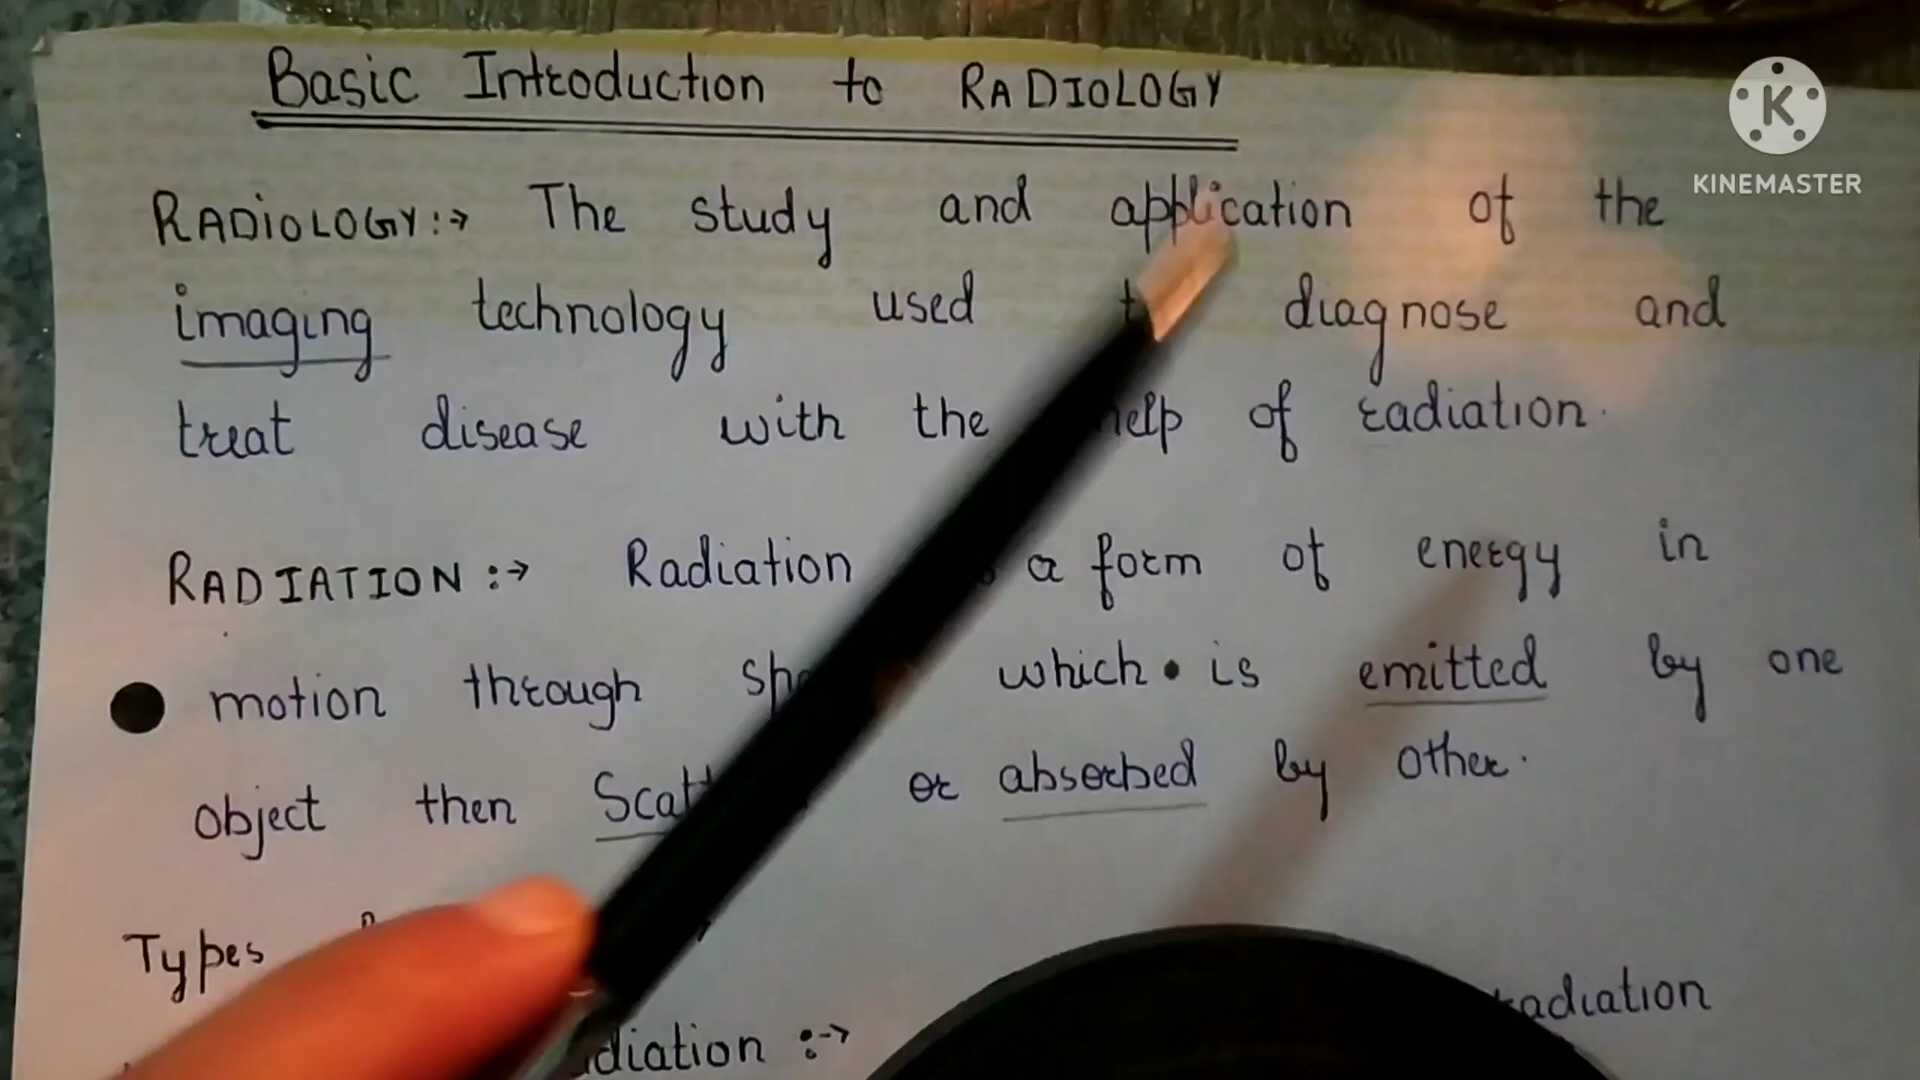 Basic Introduction to RADIOLOGY
RADIOLOGY :→ The study and application of the
imaging technology used diagnose and
treat disease with the help of radiation.
RADIATION :→ Radiation a form of energy in
motion through which is emitted by one
object then or absorbed by other.
Types
radiation
:→
K
KINEMASTER